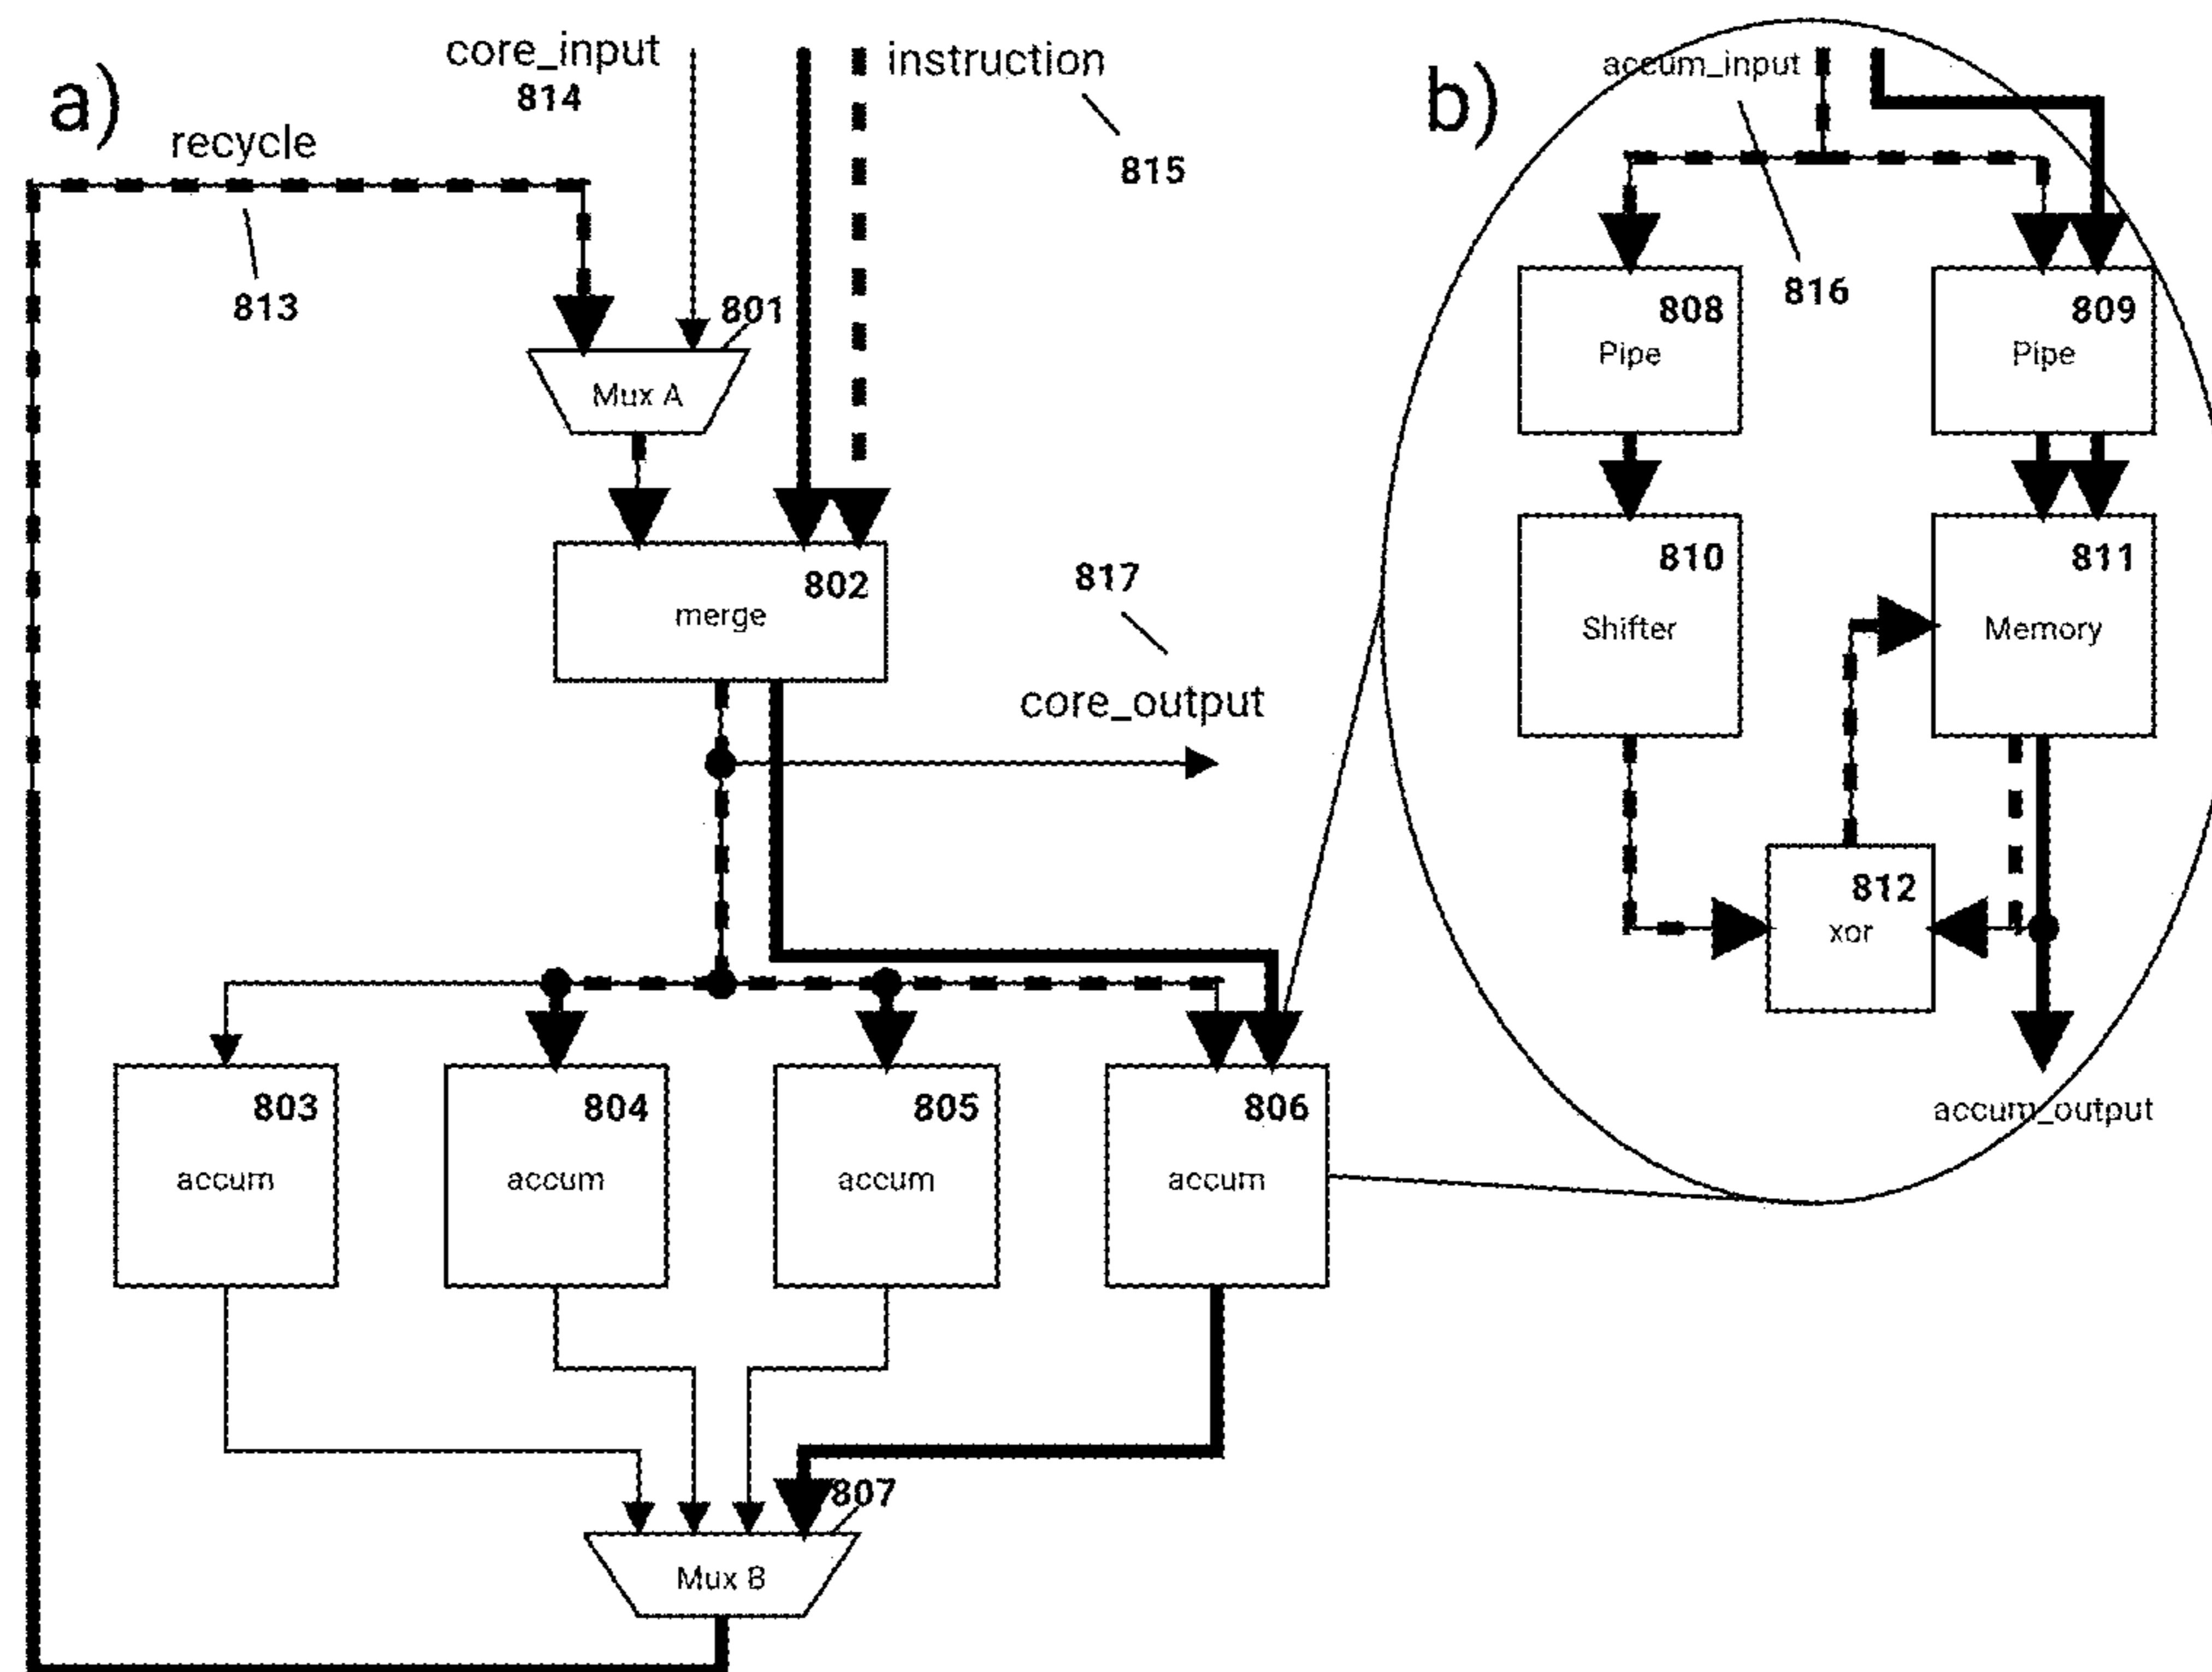 a)
core_input
814
instruction
815
recycle
813
801
Mux A
802
merge
817
core_output
803
accum
804
accum
805
accum
806
accum
807
Mux B
b)
accum_input
816
808
Pipe
809
Pipe
810
Shifter
811
Memory
812
xor
accum_output